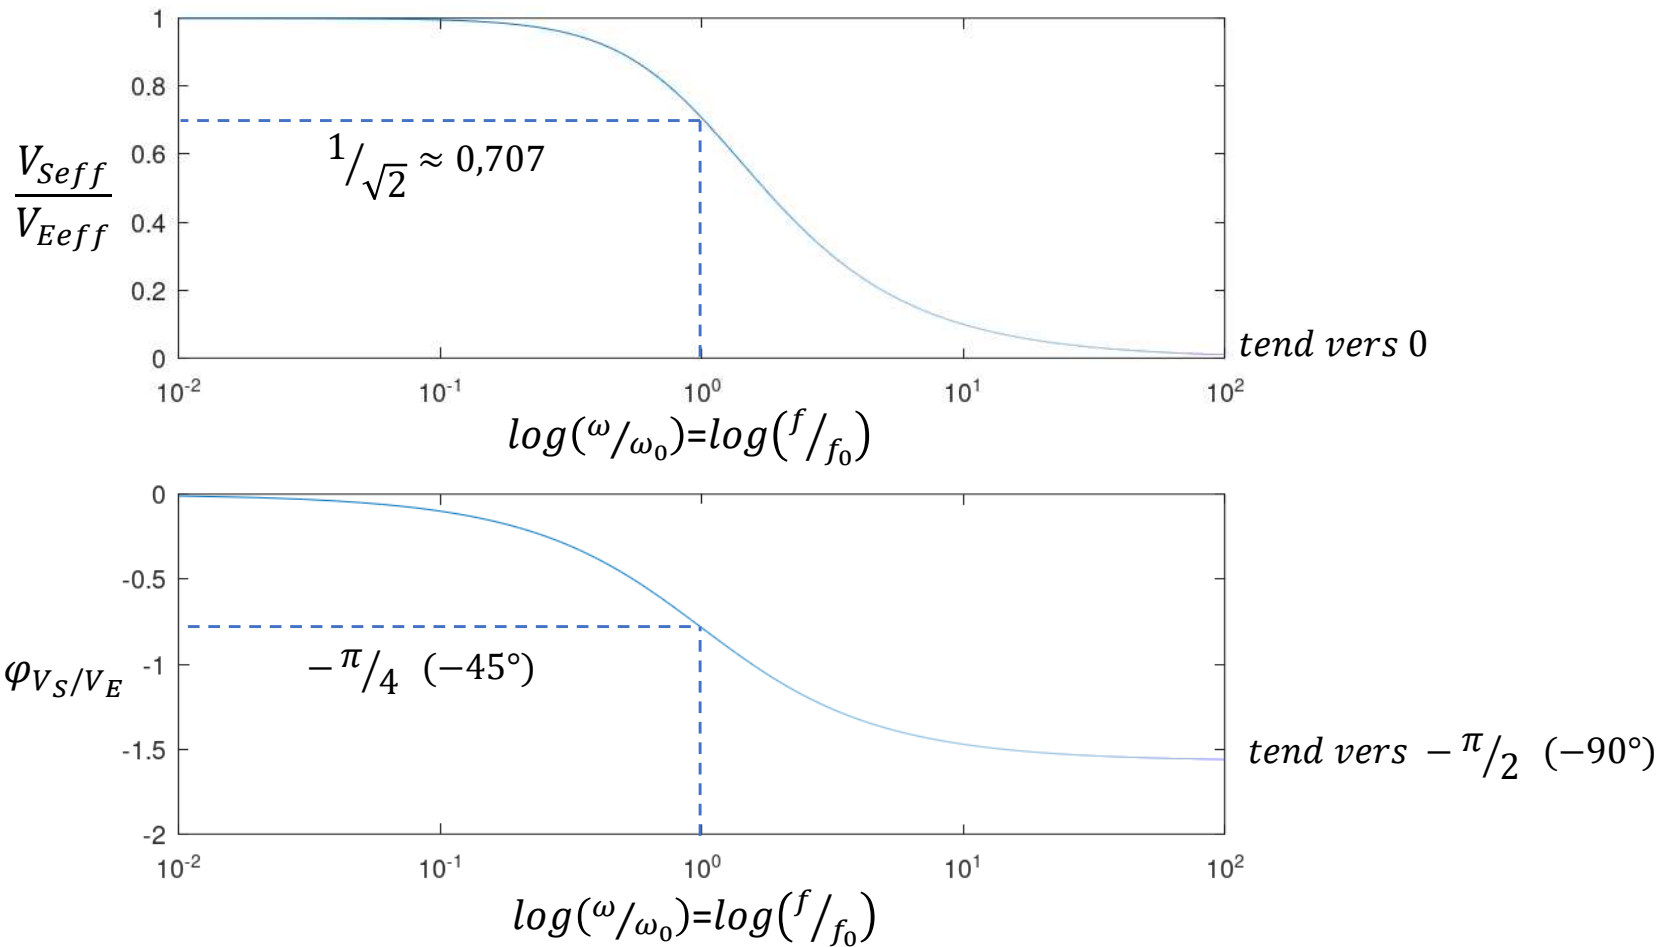 1
0.8
1/√2 ≈ 0,707
0.6
V_Seff
V_Eeff
0.4
0.2
0
tend vers 0
10^-2 10^-1 10^0 10^1 10^2
log(ω/ω₀)=log(f/f₀)
0
-0.5
−π/4 (−45°)
-1
φ_V_S/V_E
-1.5
tend vers −π/2 (−90°)
-2
10^-2 10^-1 10^0 10^1 10^2
log(ω/ω₀)=log(f/f₀)